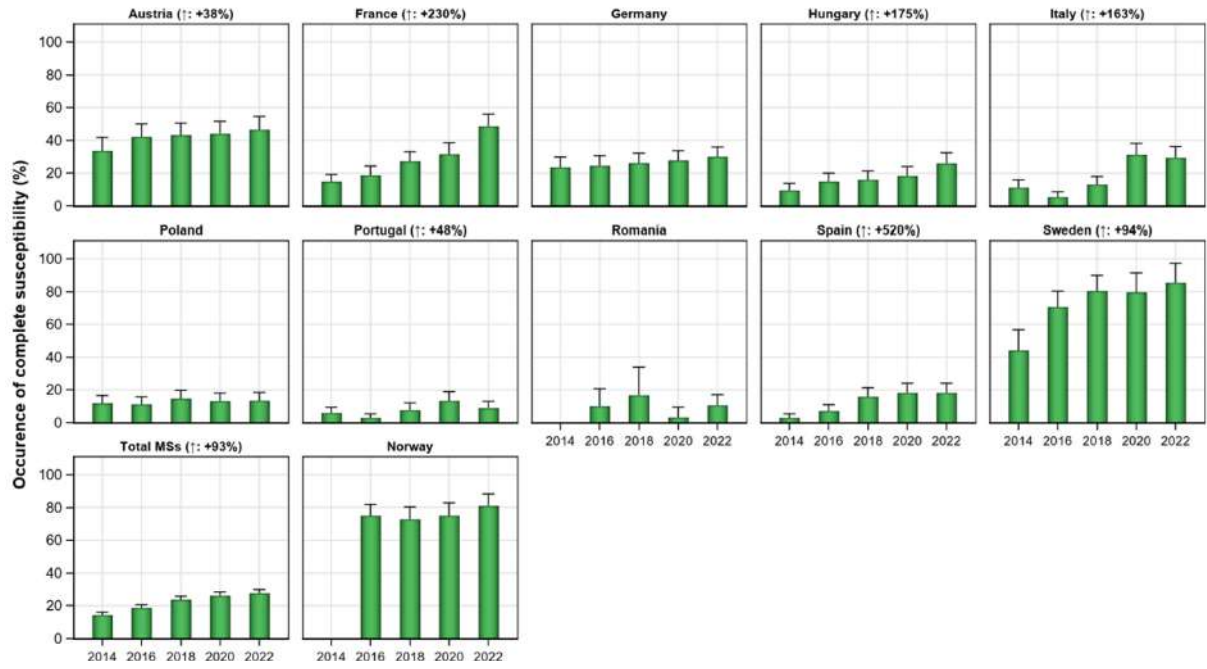 Occurence of complete susceptibility (%)
Austria (↑: +38%)
France (↑: +230%)
Germany
Hungary (↑: +175%)
Italy (↑: +163%)
100
80
60
40
20
0
Poland
Portugal (↑: +48%)
Romania
Spain (↑: +520%)
Sweden (↑: +94%)
100
80
60
40
20
0
2014 2016 2018 2020 2022
2014 2016 2018 2020 2022
2014 2016 2018 2020 2022
Total MSs (↑: +93%)
Norway
100
80
60
40
20
0
2014 2016 2018 2020 2022
2014 2016 2018 2020 2022